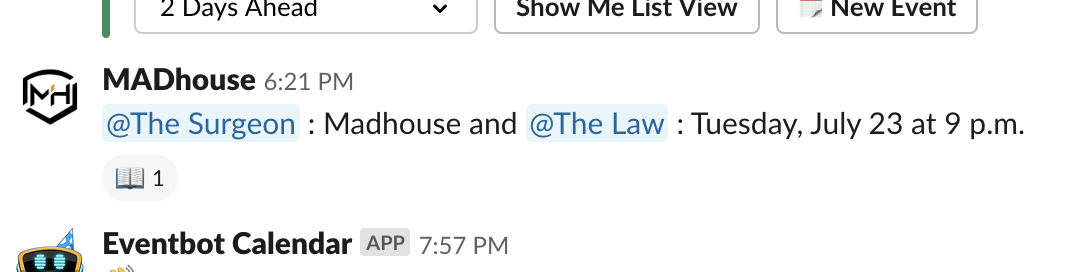 2 Days Ahead Show Me List View New Event
MADhouse 6:21 PM
@The Surgeon : Madhouse and @The Law : Tuesday, July 23 at 9 p.m.
1
Eventbot Calendar APP 7:57 PM